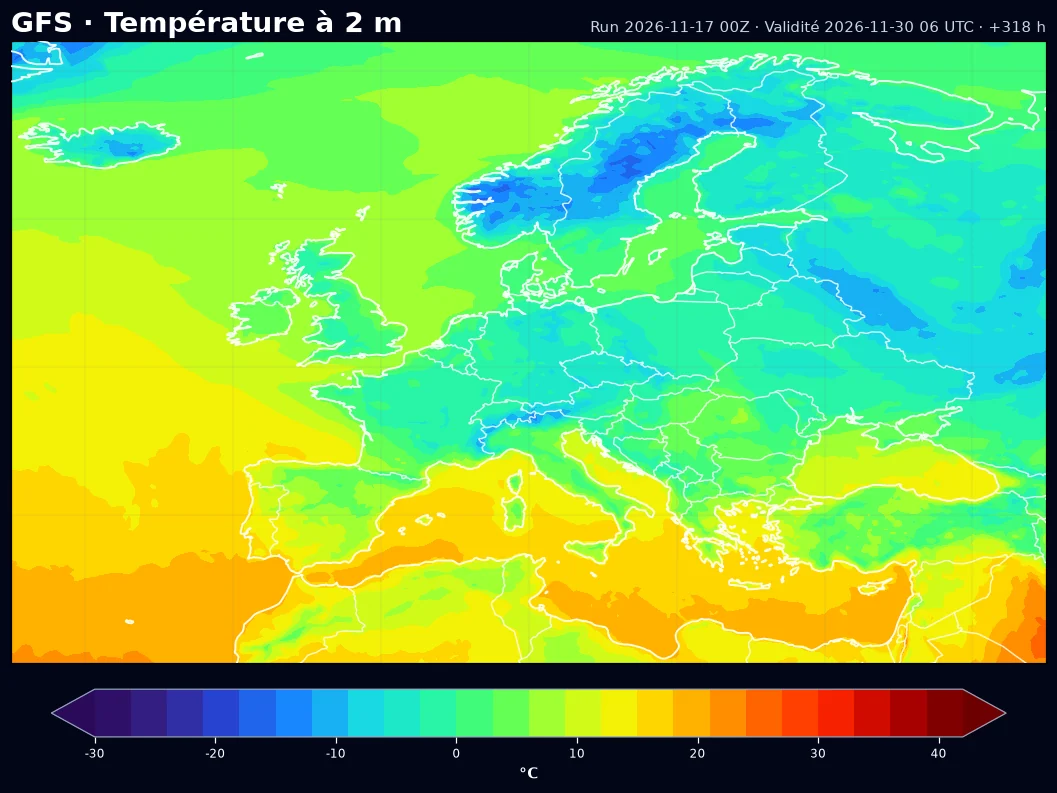 GFS · Température à 2 m
Run 2026-11-17 00Z · Validité 2026-11-30 06 UTC · +318 h
-30 -20 -10 0 10 20 30 40
°C